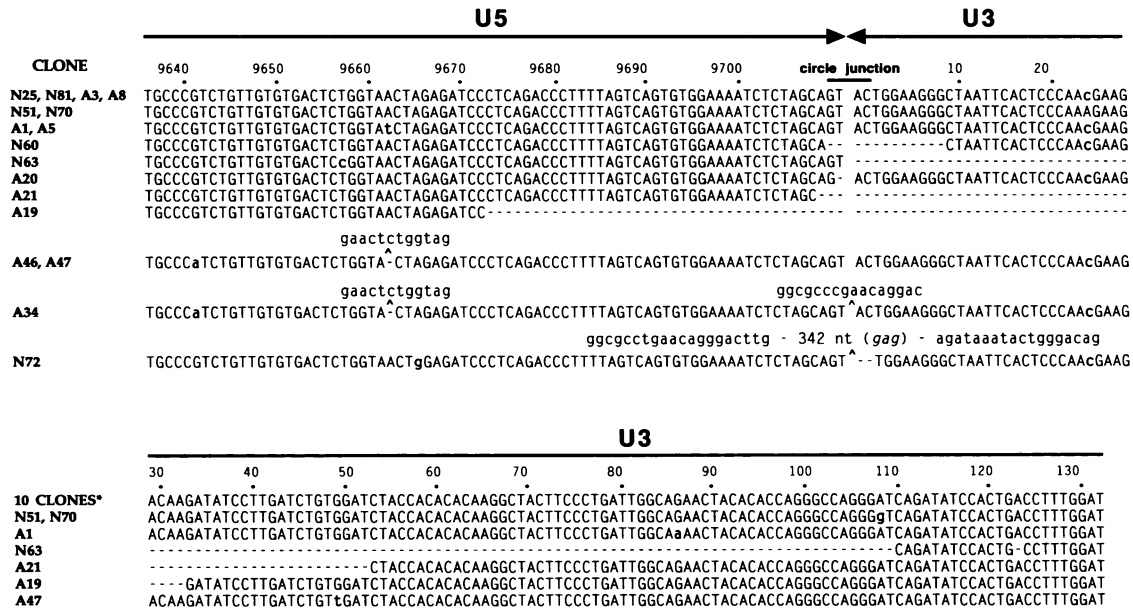 U5 U3
CLONE 9640 9650 9660 9670 9680 9690 9700 circle junction 10 20
N25, N81, A3, A8 TGCCCGTCTGTTGTGTGACTCTGGTAACTAGAGATCCCTCAGACCCTTTTAGTCAGTGTGGAAAATCTCTAGCAGT ACTGGAAGGGCTAATTCACTCCCAAcGAAG
N51, N70 TGCCCGTCTGTTGTGTGACTCTGGTAACTAGAGATCCCTCAGACCCTTTTAGTCAGTGTGGAAAATCTCTAGCAGT ACTGGAAGGGCTAATTCACTCCCAAAGAAG
A1, A5 TGCCCGTCTGTTGTGTGACTCTGGTAAtTAGAGATCCCTCAGACCCTTTTAGTCAGTGTGGAAAATCTCTAGCAGT ACTGGAAGGGCTAATTCACTCCCAAcGAAG
N60 TGCCCGTCTGTTGTGTGACTCTGGTAACTAGAGATCCCTCAGACCCTTTTAGTCAGTGTGGAAAATCTCTAGCA-- ----------CTAATTCACTCCCAAcGAAG
N63 TGCCCGTCTGTTGTGTGACTCcGGTAACTAGAGATCCCTCAGACCCTTTTAGTCAGTGTGGAAAATCTCTAGCAGT ------------------------------
A20 TGCCCGTCTGTTGTGTGACTCTGGTAACTAGAGATCCCTCAGACCCTTTTAGTCAGTGTGGAAAATCTCTAGCAG- ACTGGAAGGGCTAATTCACTCCCAAcGAAG
A21 TGCCCGTCTGTTGTGTGACTCTGGTAACTAGAGATCCCTCAGACCCTTTTAGTCAGTGTGGAAAATCTCTAGC--- ------------------------------
A19 TGCCCGTCTGTTGTGTGACTCTGGTAACTAGAGATCC--------------------------------------- ------------------------------
gaactctggtag
^
A46, A47 TGCCCaTCTGTTGTGTGACTCTGGTA-CTAGAGATCCCTCAGACCCTTTTAGTCAGTGTGGAAAATCTCTAGCAGT ACTGGAAGGGCTAATTCACTCCCAAcGAAG
gaactctggtag ggcgcccgaacaggac
^ ^
A34 TGCCCaTCTGTTGTGTGACTCTGGTA-CTAGAGATCCCTCAGACCCTTTTAGTCAGTGTGGAAAATCTCTAGCAGT ACTGGAAGGGCTAATTCACTCCCAAcGAAG
ggcgcctgaacagggacttg - 342 nt (gag) - agataaatactgggacag
^
N72 TGCCCGTCTGTTGTGTGACTCTGGTAACTgGAGATCCCTCAGACCCTTTTAGTCAGTGTGGAAAATCTCTAGCAGT --TGGAAGGGCTAATTCACTCCCAAcGAAG
U3
30 40 50 60 70 80 90 100 110 120 130
10 CLONES* ACAAGATATCCTTGATCTGTGGATCTACCACACACAAGGCTACTTCCCTGATTGGCAGAACTACACACCAGGGCCAGGGATCAGATATCCACTGACCTTTGGAT
N51, N70 ACAAGATATCCTTGATCTGTGGATCTACCACACACAAGGCTACTTCCCTGATTGGCAGAACTACACACCAGGGCCAGGGgTCAGATATCCACTGACCTTTGGAT
A1 ACAAGATATCCTTGATCTGTGGATCTACCACACACAAGGCTACTTCCCTGATTGGCAaAACTACACACCAGGGCCAGGGATCAGATATCCACTGACCTTTGGAT
N63 ---------------------------------------------------------------------------------CAGATATCCACTG-CCTTTGGAT
A21 ------------------------CTACCACACACAAGGCTACTTCCCTGATTGGCAGAACTACACACCAGGGCCAGGGATCAGATATCCACTGACCTTTGGAT
A19 ----GATATCCTTGATCTGTGGATCTACCACACACAAGGCTACTTCCCTGATTGGCAGAACTACACACCAGGGCCAGGGATCAGATATCCACTGACCTTTGGAT
A47 ACAAGATATCCTTGATCTGTtGATCTACCACACACAAGGCTACTTCCCTGATTGGCAGAACTACACACCAGGGCCAGGGATCAGATATCCACTGACCTTTGGAT